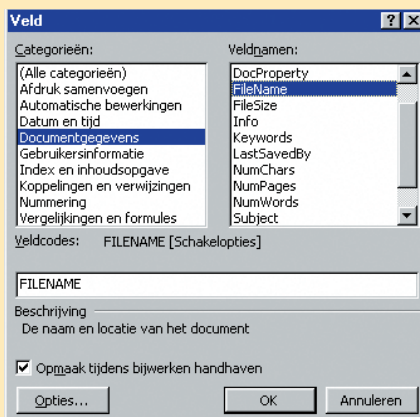 Veld
Categorieën:
(Alle categorieën)
Afdruk samenvoegen
Automatische bewerkingen
Datum en tijd
Documentgegevens
Gebruikersinformatie
Index en inhoudsopgave
Koppelingen en verwijzingen
Nummering
Vergelijkingen en formules
Veldnamen:
DocProperty
FileName
FileSize
Info
Keywords
LastSavedBy
NumChars
NumPages
NumWords
Subject
Veldcodes: FILENAME [Schakelopties]
FILENAME
Beschrijving
De naam en locatie van het document
Opmaak tijdens bijwerken handhaven
Opties... OK Annuleren